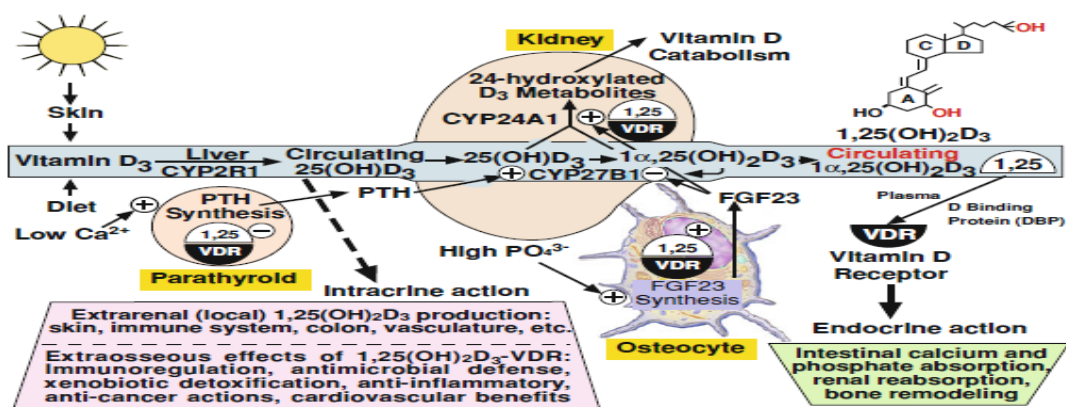 Kidney
Vitamin D
Catabolism
24-hydroxylated
D₃ Metabolites
CYP24A1
+
1,25
VDR
OH
C D
A
HO
OH
1,25(OH)₂D₃
Skin
Vitamin D₃
Liver
CYP2R1
Circulating
25(OH)D₃
25(OH)D₃
1α,25(OH)₂D₃
+ CYP27B1 −
Circulating
1α,25(OH)₂D₃
1,25
Diet
Low Ca²⁺
+
PTH
Synthesis
1,25
−
VDR
Parathyroid
PTH
FGF23
High PO₄³⁻
+
+
1,25
VDR
FGF23
Synthesis
Osteocyte
Plasma
D Binding
Protein (DBP)
VDR
Vitamin D
Receptor
Intracrine action
Extrarenal (local) 1,25(OH)₂D₃ production:
skin, immune system, colon, vasculature, etc.
Extraosseous effects of 1,25(OH)₂D₃-VDR:
Immunoregulation, antimicrobial defense,
xenobiotic detoxification, anti-inflammatory,
anti-cancer actions, cardiovascular benefits
Endocrine action
Intestinal calcium and
phosphate absorption,
renal reabsorption,
bone remodeling